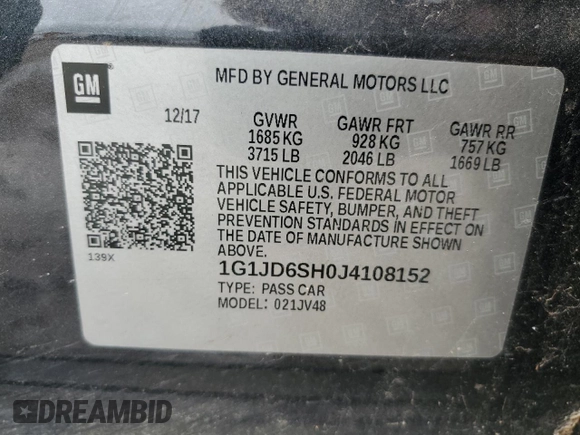 GM
MFD BY GENERAL MOTORS LLC
12/17
GVWR GAWR FRT GAWR RR
1685 KG 928 KG 757 KG
3715 LB 2046 LB 1669 LB
THIS VEHICLE CONFORMS TO ALL
APPLICABLE U.S. FEDERAL MOTOR
VEHICLE SAFETY, BUMPER, AND THEFT
PREVENTION STANDARDS IN EFFECT ON
THE DATE OF MANUFACTURE SHOWN
ABOVE.
139X
1G1JD6SH0J4108152
TYPE: PASS CAR
MODEL: 021JV48
DREAMBID